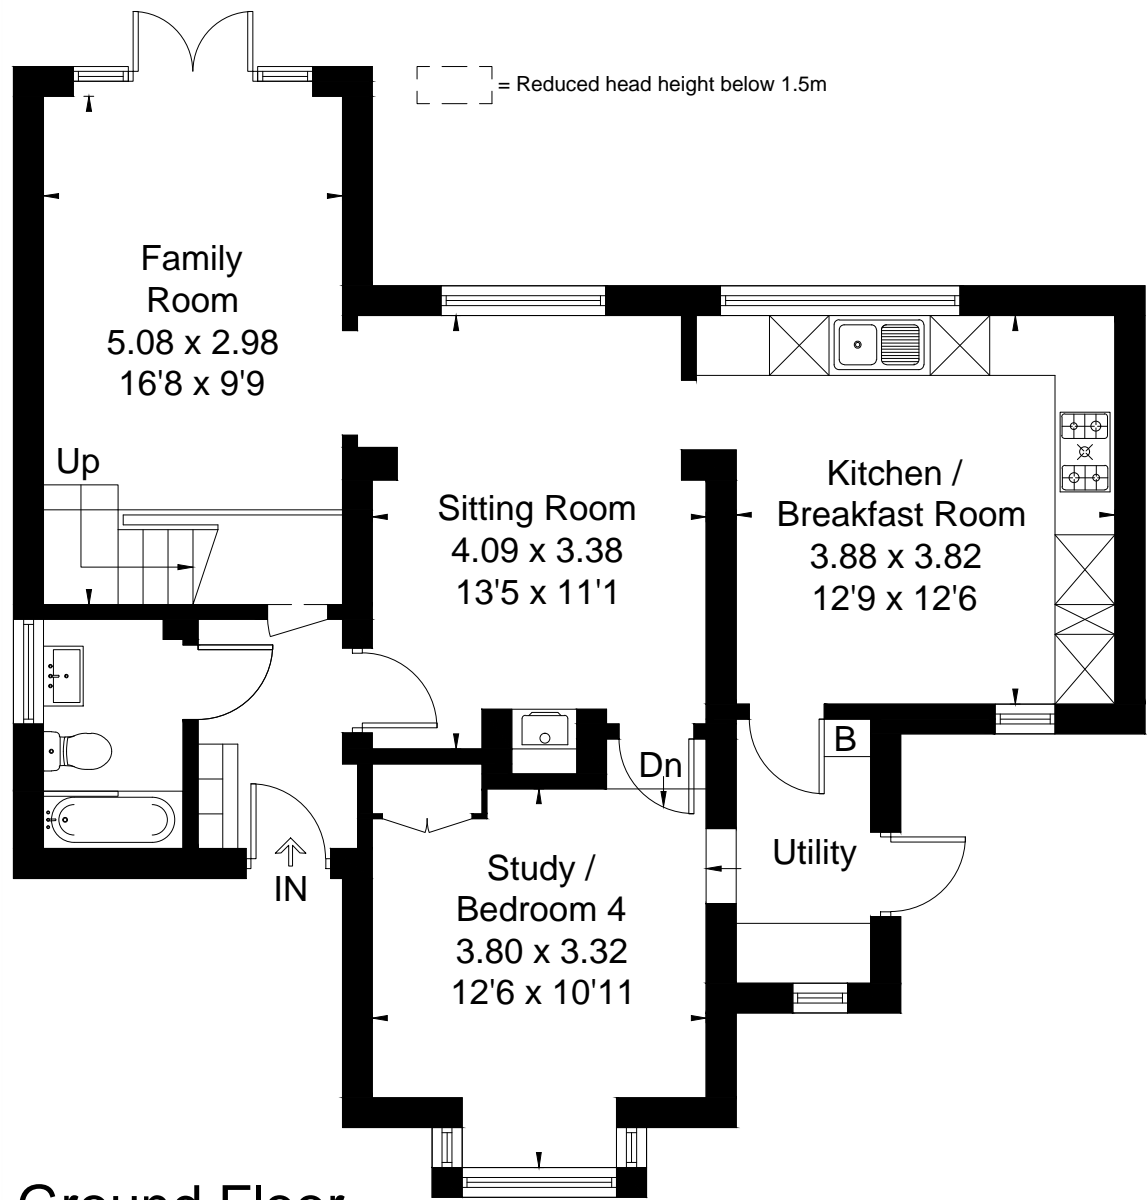 = Reduced head height below 1.5m
Family
Room
5.08 x 2.98
16'8 x 9'9
Up
Sitting Room
4.09 x 3.38
13'5 x 11'1
Kitchen /
Breakfast Room
3.88 x 3.82
12'9 x 12'6
B
Dn
Utility
IN
Study /
Bedroom 4
3.80 x 3.32
12'6 x 10'11
Ground Floor